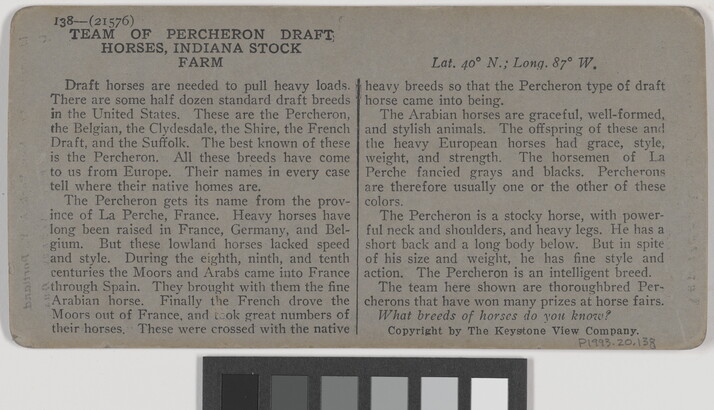 138—(21576)
TEAM OF PERCHERON DRAFT
HORSES, INDIANA STOCK
FARM
Draft horses are needed to pull heavy loads.
There are some half dozen standard draft breeds
in the United States. These are the Percheron,
the Belgian, the Clydesdale, the Shire, the French
Draft, and the Suffolk. The best known of these
is the Percheron. All these breeds have come
to us from Europe. Their names in every case
tell where their native homes are.
The Percheron gets its name from the prov-
ince of La Perche, France. Heavy horses have
long been raised in France, Germany, and Bel-
gium. But these lowland horses lacked speed
and style. During the eighth, ninth, and tenth
centuries the Moors and Arabs came into France
through Spain. They brought with them the fine
Arabian horse. Finally the French drove the
Moors out of France, and took great numbers of
their horses. These were crossed with the native
Lat. 40° N.; Long. 87° W.
heavy breeds so that the Percheron type of draft
horse came into being.
The Arabian horses are graceful, well-formed,
and stylish animals. The offspring of these and
the heavy European horses had grace, style,
weight, and strength. The horsemen of La
Perche fancied grays and blacks. Percherons
are therefore usually one or the other of these
colors.
The Percheron is a stocky horse, with power-
ful neck and shoulders, and heavy legs. He has a
short back and a long body below. But in spite
of his size and weight, he has fine style and
action. The Percheron is an intelligent breed.
The team here shown are thoroughbred Per-
cherons that have won many prizes at horse fairs.
What breeds of horses do you know?
Copyright by The Keystone View Company.
P1993.20.138